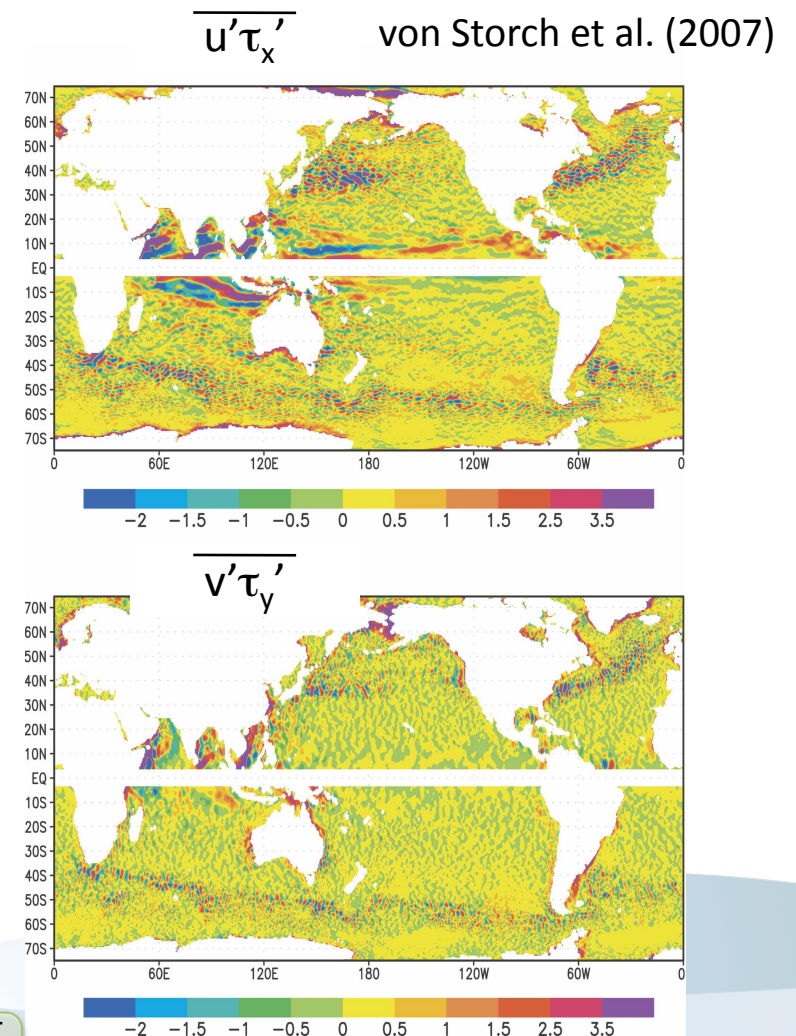 u’τx’ von Storch et al. (2007)
70N
60N
50N
40N
30N
20N
10N
EQ
10S
20S
30S
40S
50S
60S
70S
0 60E 120E 180 120W 60W 0
−2 −1.5 −1 −0.5 0 0.5 1 1.5 2.5 3.5
v’τy’
70N
60N
50N
40N
30N
20N
10N
EQ
10S
20S
30S
40S
50S
60S
70S
0 60E 120E 180 120W 60W 0
−2 −1.5 −1 −0.5 0 0.5 1 1.5 2.5 3.5